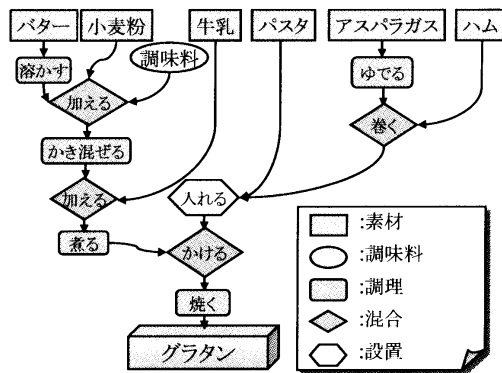 バター
小麦粉
牛乳
パスタ
アスパラガス
ハム
溶かす
調味料
ゆでる
加える
巻く
かき混ぜる
加える
入れる
煮る
かける
焼く
グラタン
:素材
:調味料
:調理
:混合
:設置